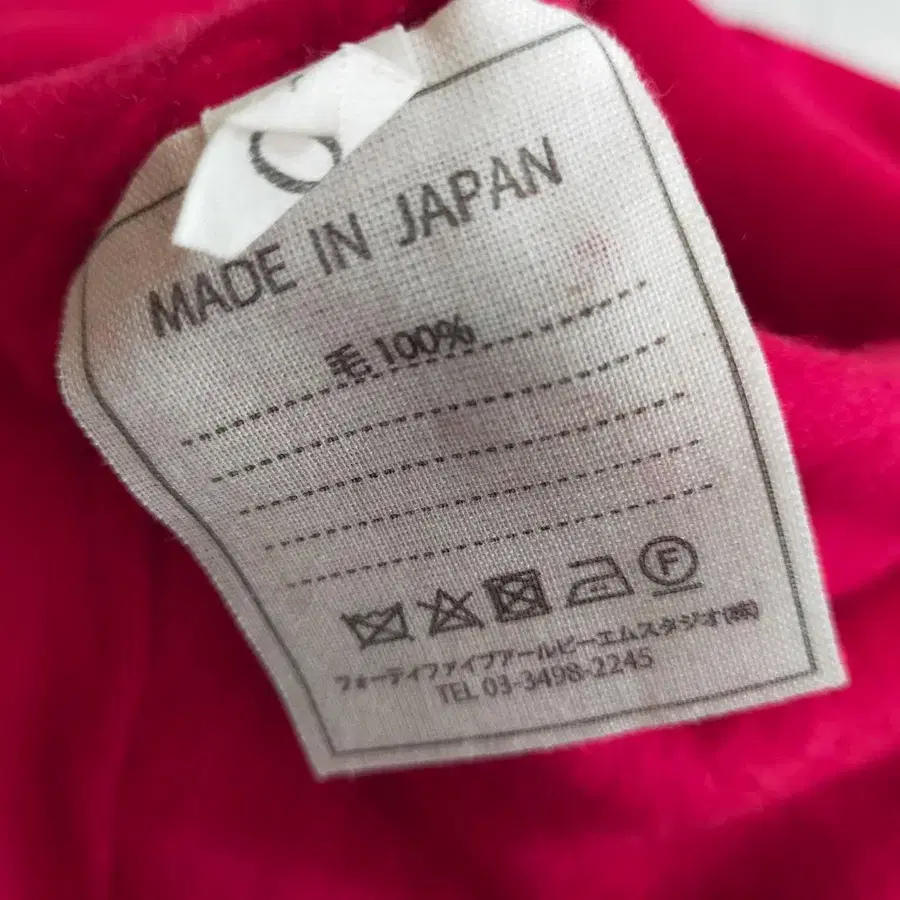 0
MADE IN JAPAN
毛 100%
F
フォーティファイブアールピーエムスタジオ(株)
TEL 03-3498-2245